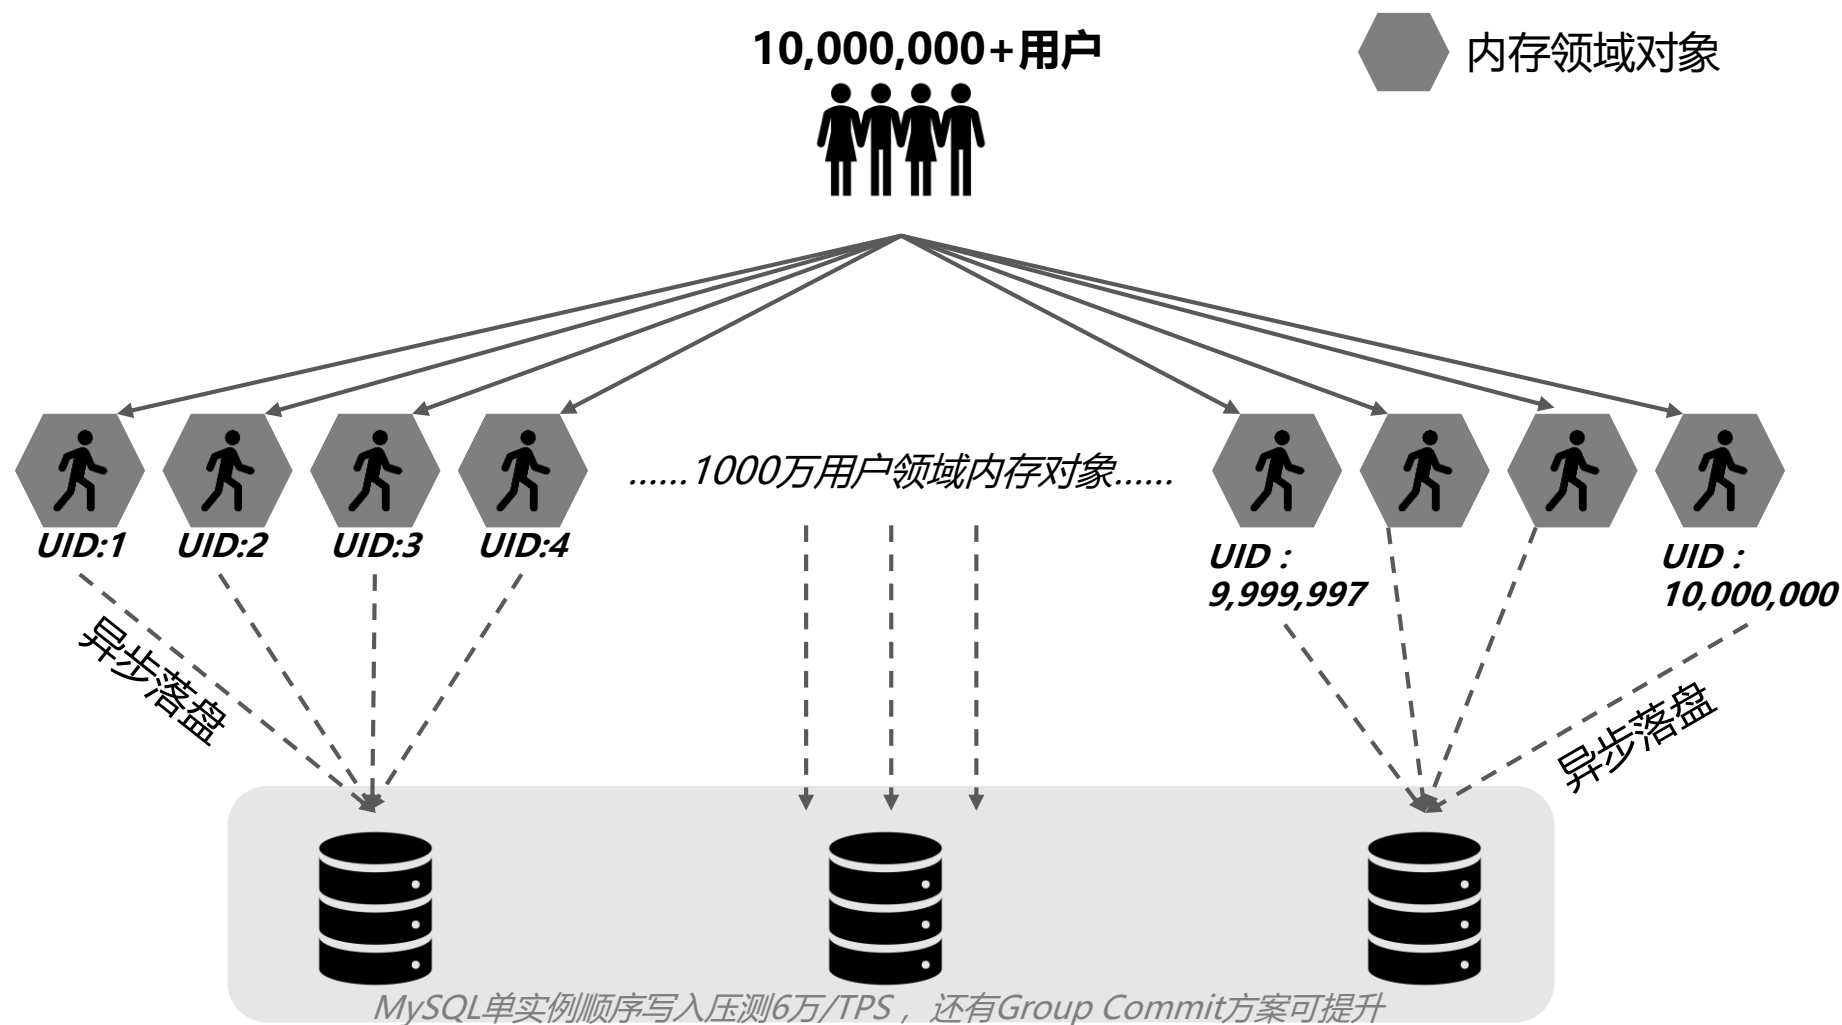 10,000,000+用户
内存领域对象
......1000万用户领域内存对象......
UID:1
UID:2
UID:3
UID:4
UID：
9,999,997
UID：
10,000,000
异步落盘
异步落盘
MySQL单实例顺序写入压测6万/TPS ，还有Group Commit方案可提升